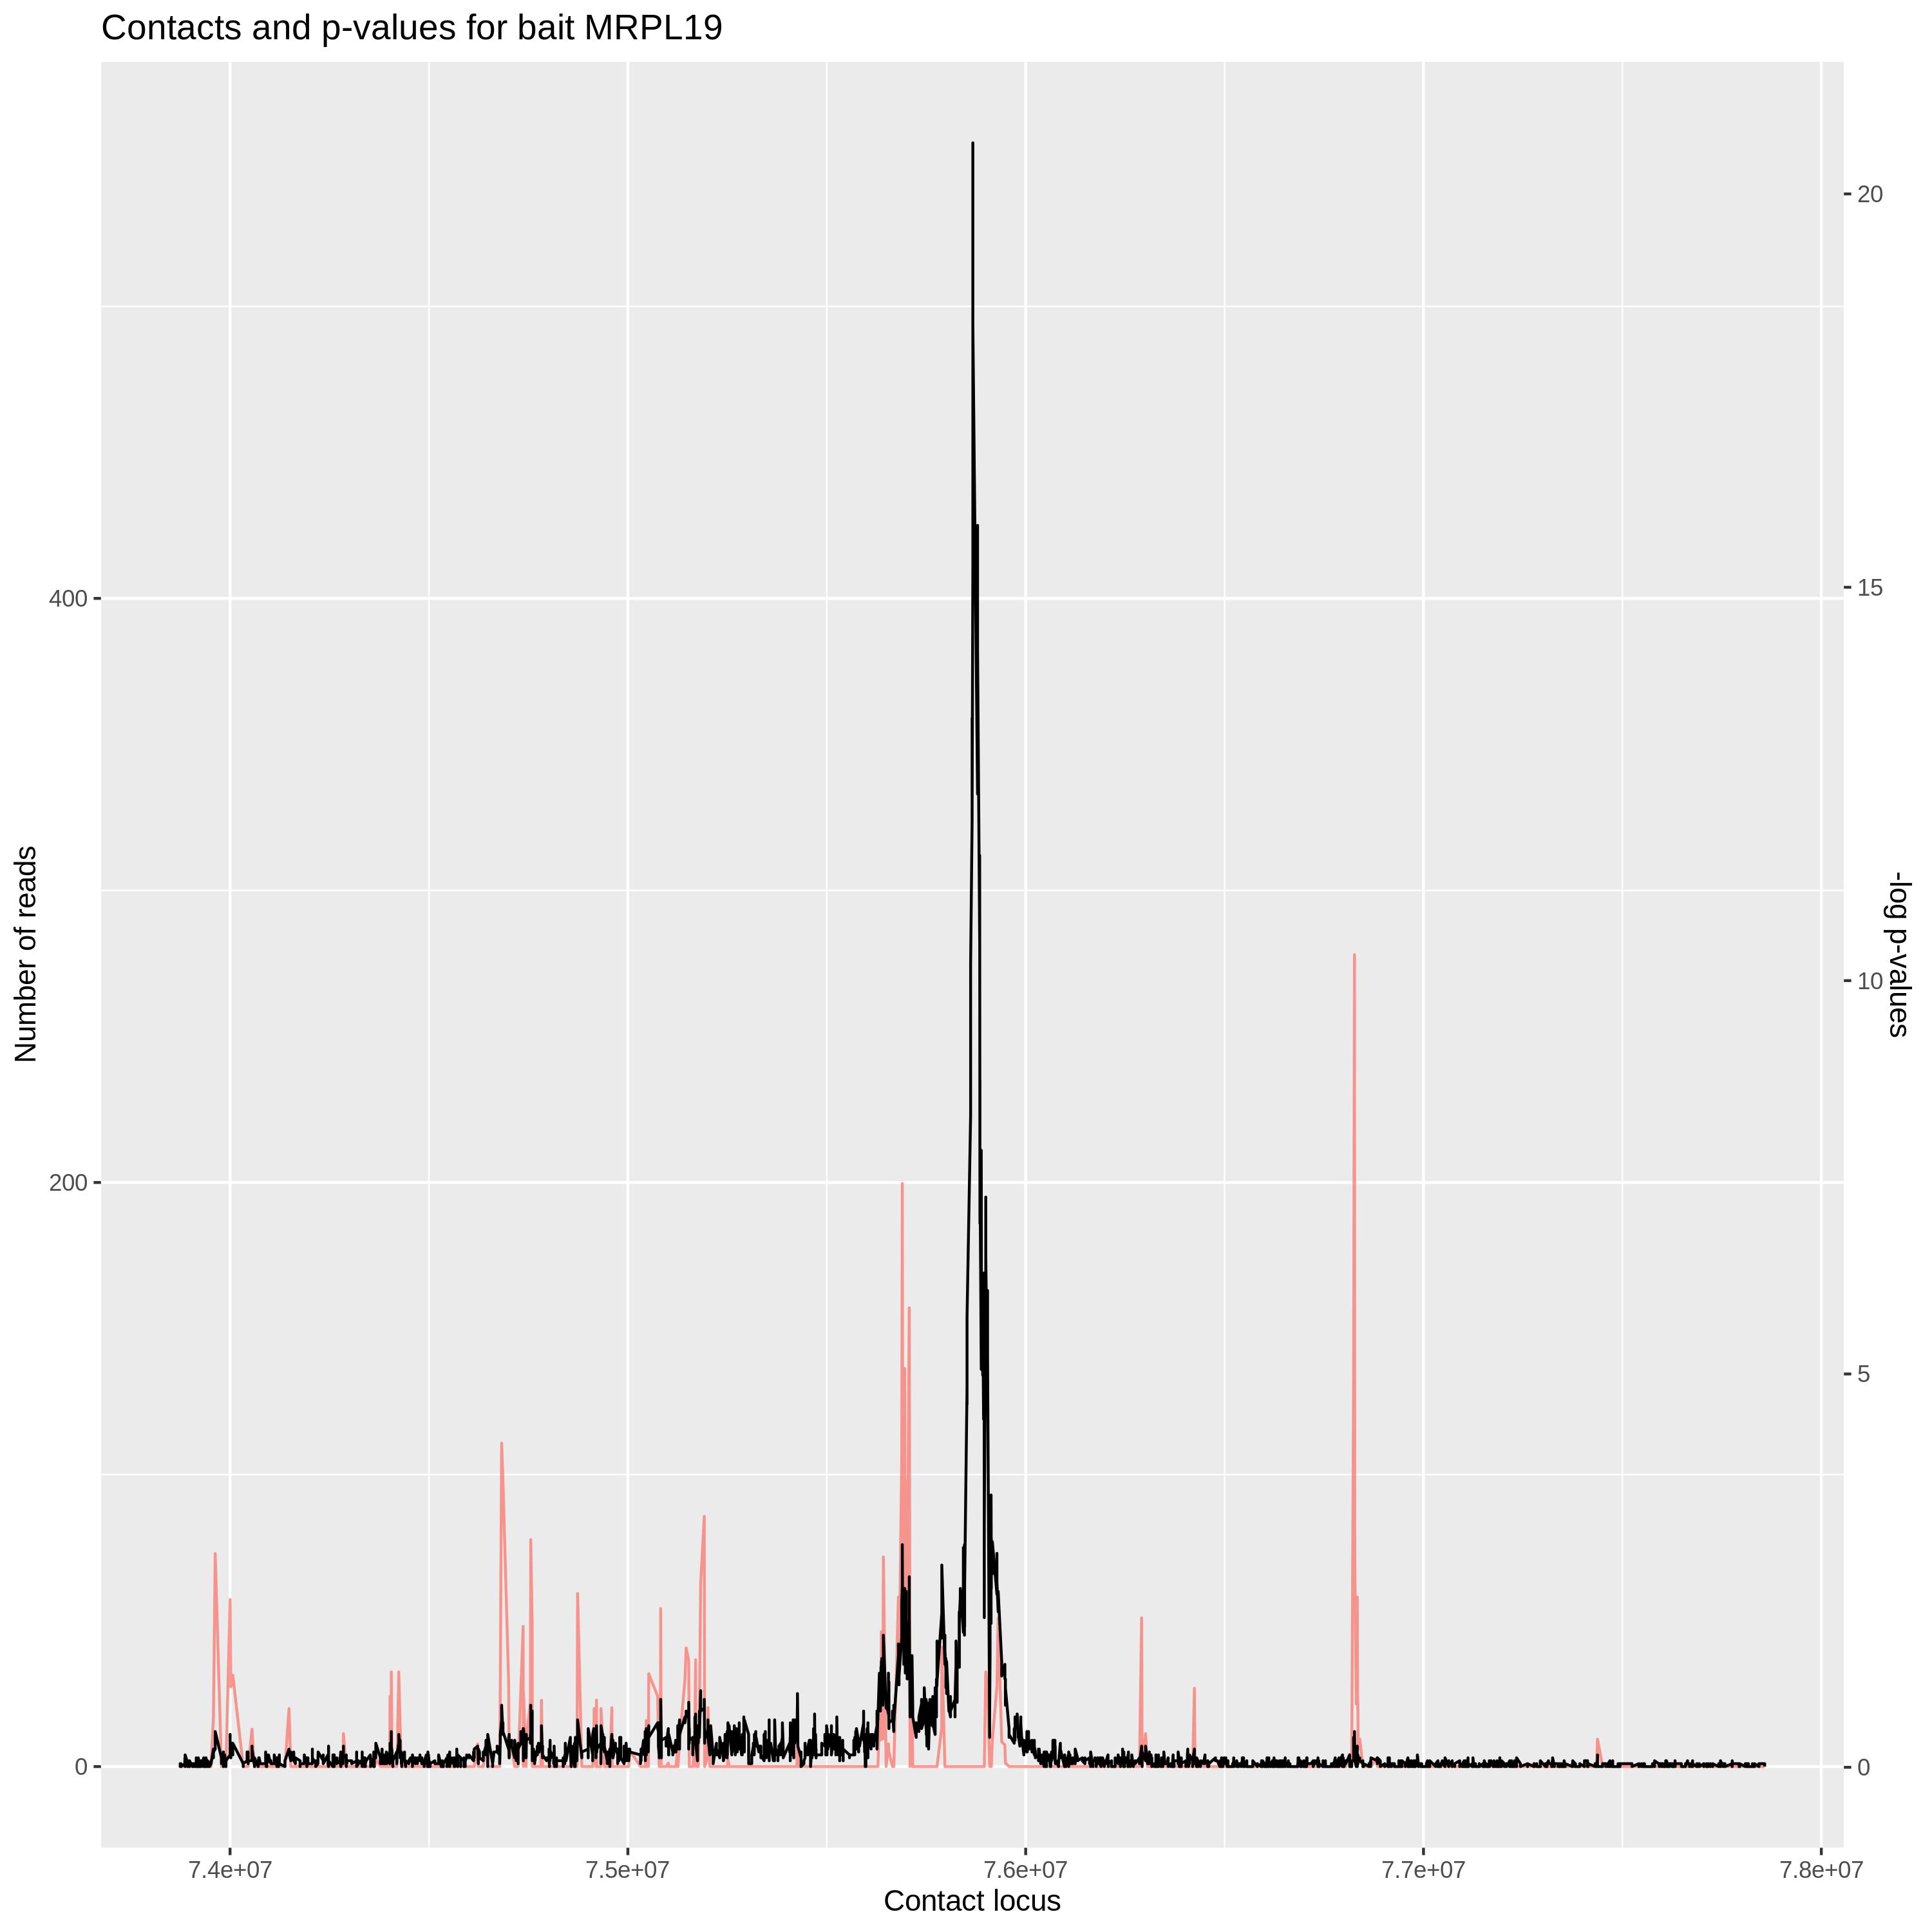 Contacts and p-values for bait MRPL19
Number of reads
400
200
0
20
15
10
5
0
-log p-values
7.4e+07
7.5e+07
7.6e+07
7.7e+07
7.8e+07
Contact locus